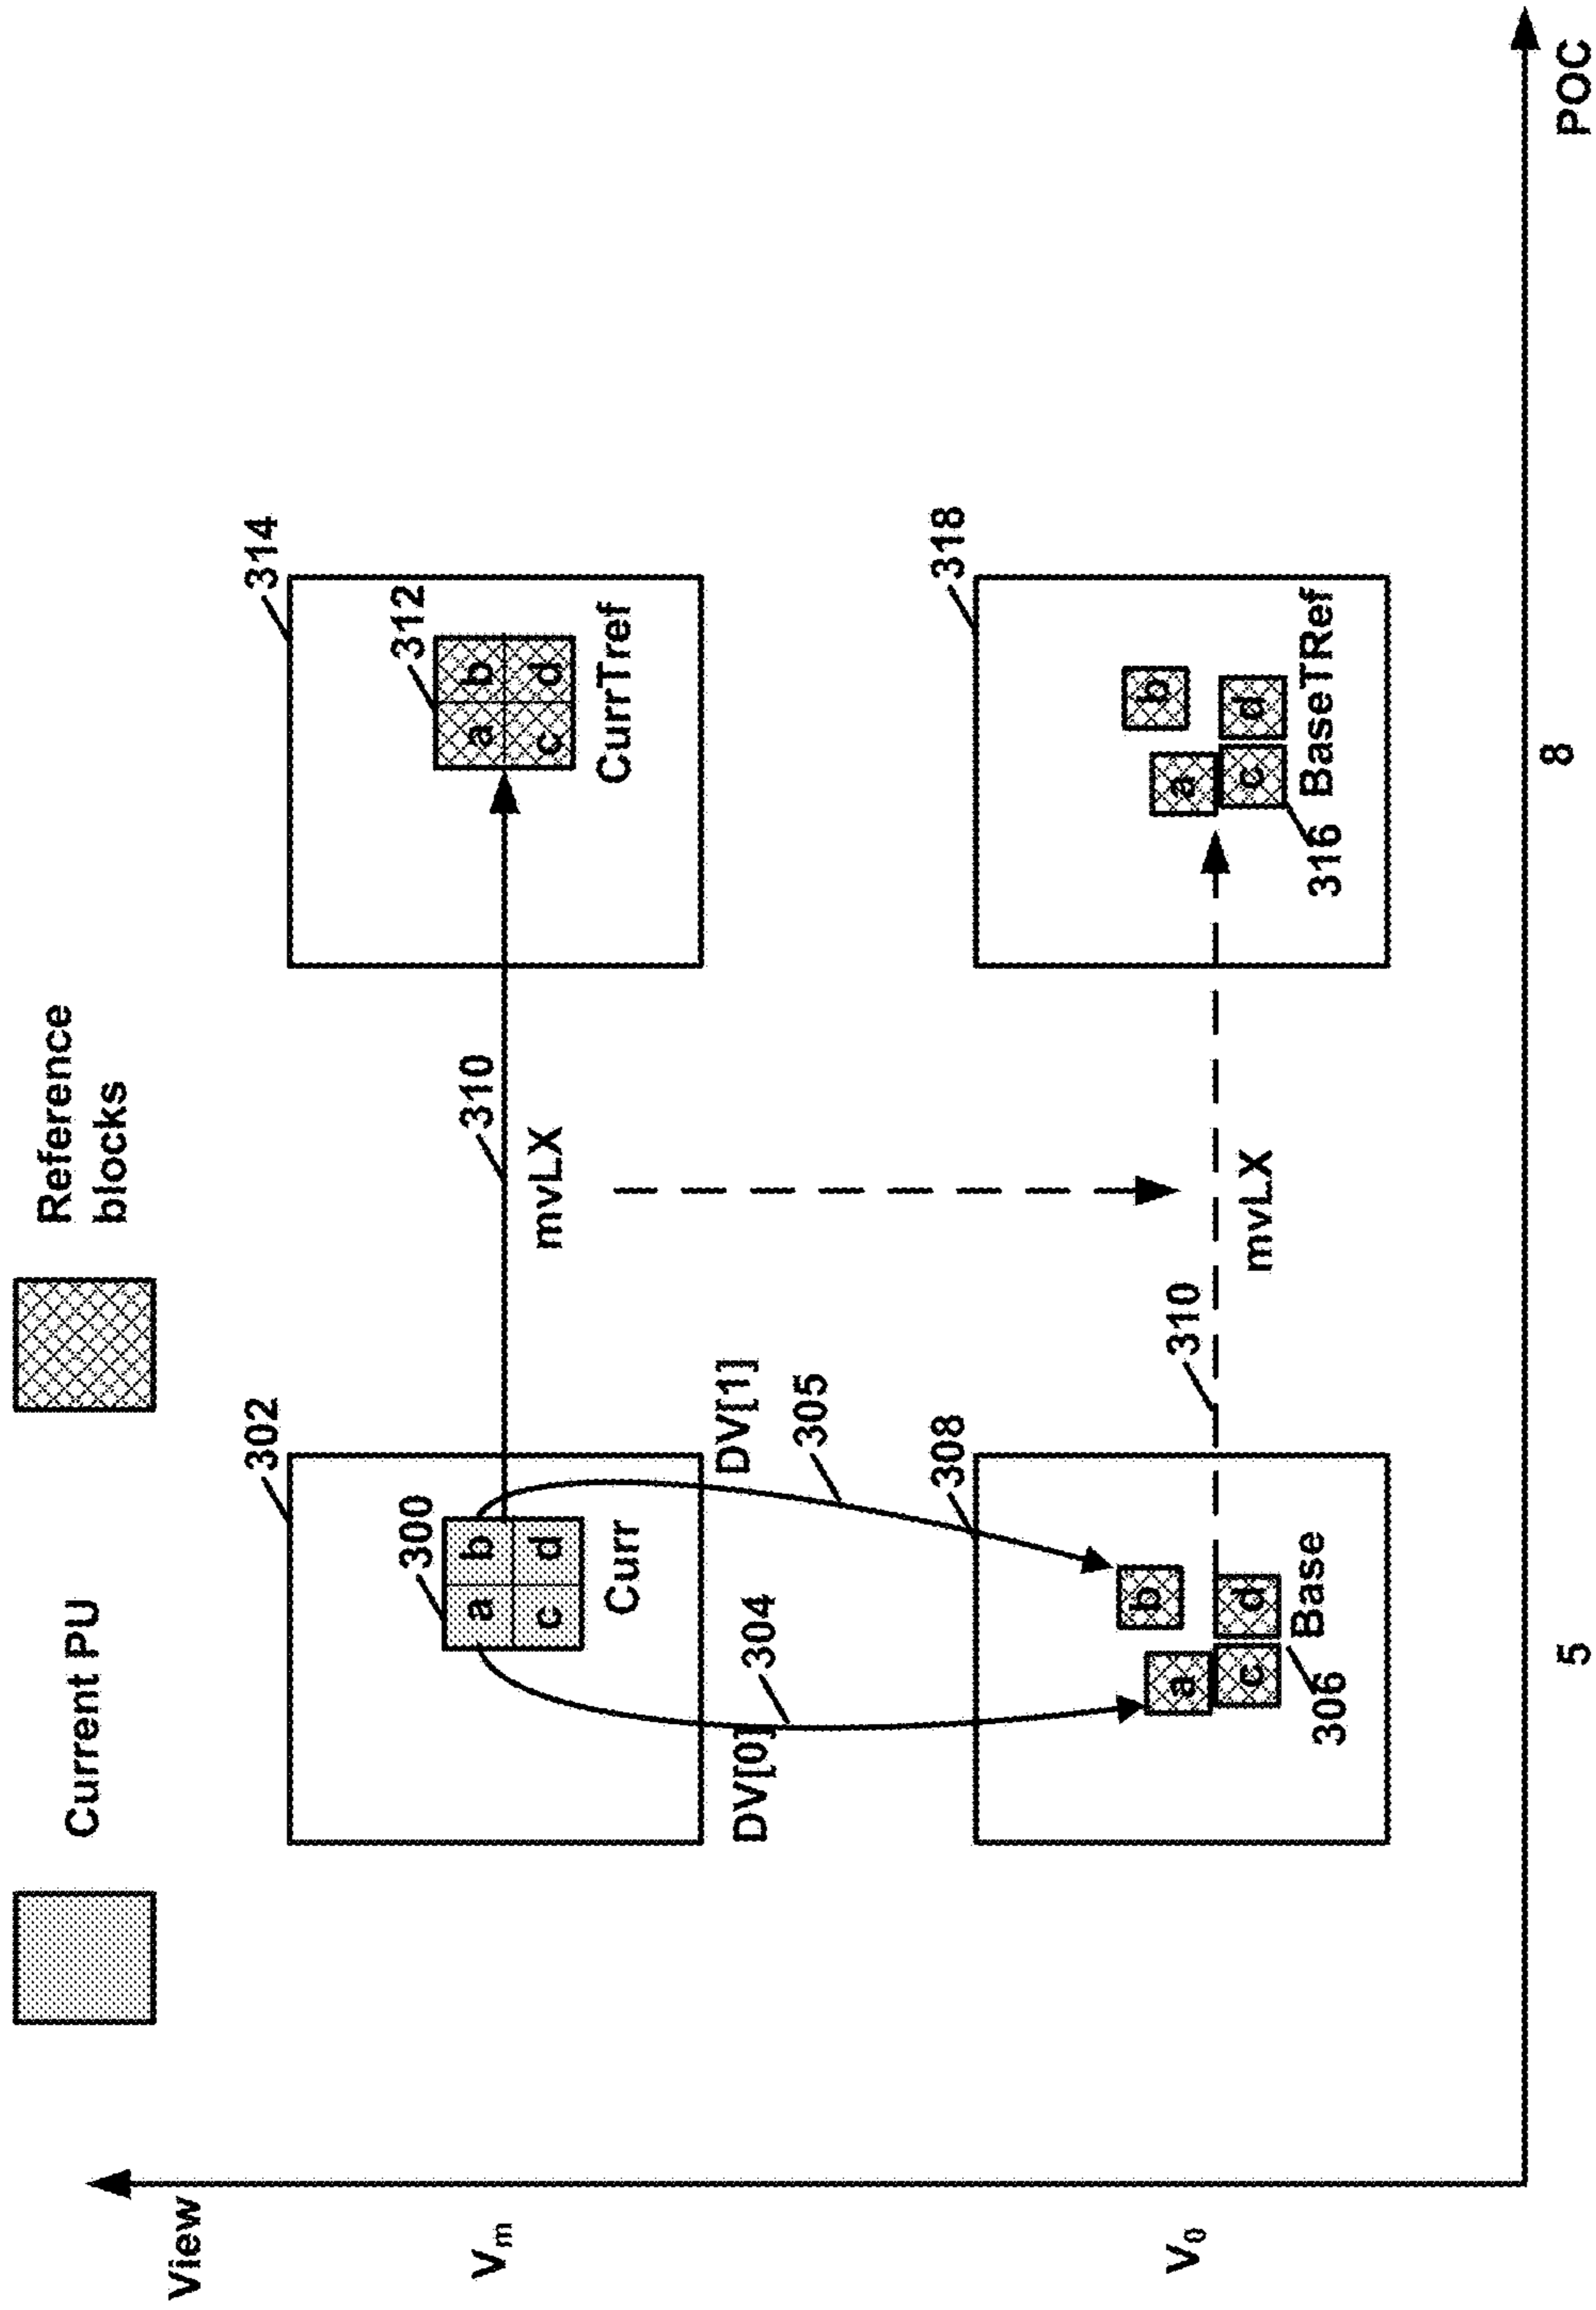 Current PU
Reference
blocks
View
302
314
300
312
a b
c d
Curr
310
mvLX
a b
c d
CurrTref
Vm
DV[0]
DV[1]
304
305
308
318
b
a
c d
Base
306
310
mvLX
b
a
c d
BaseTRef
316
V0
5
8
POC